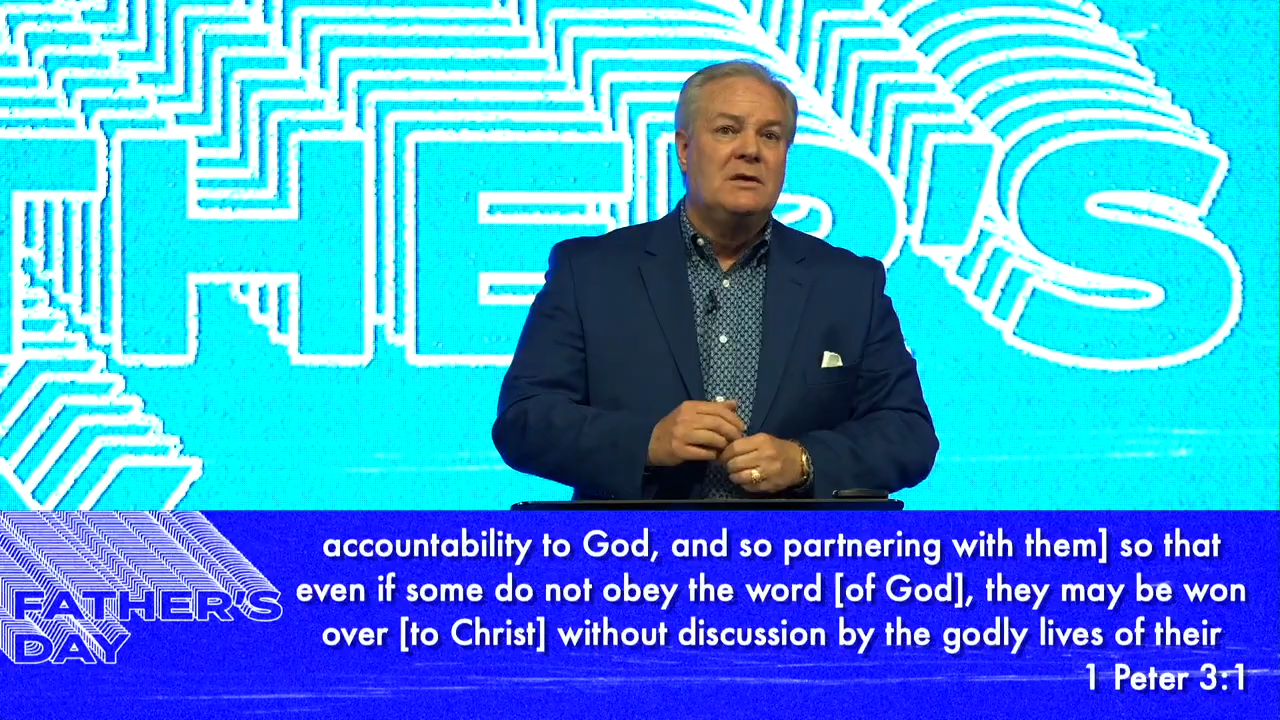 THER'S
accountability to God, and so partnering with them] so that
even if some do not obey the word [of God], they may be won
over [to Christ] without discussion by the godly lives of their
1 Peter 3:1
FATHER'S
DAY